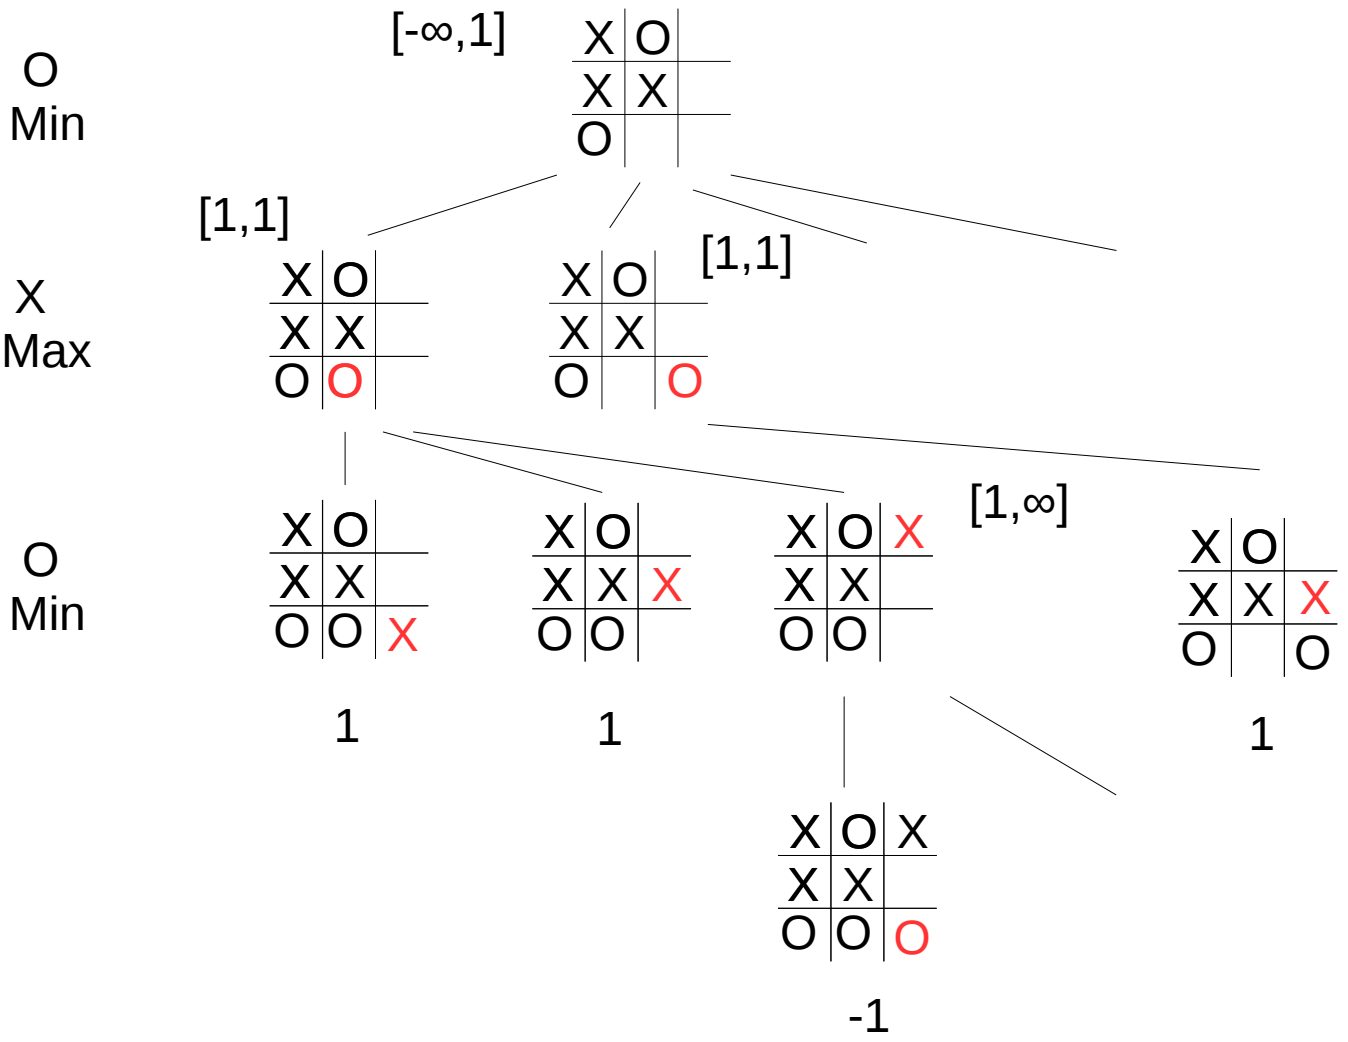 [-∞,1]
X O
O
Min
X X
O
[1,1]
[1,1]
X O
X O
X
Max
X X
X X
O O
O O
[1,∞]
X O
X O
X O X
X O
O
Min
X X
X X X
X X
X X X
O O X
O O
O O
O O
1
1
1
X O X
X X
O O O
-1